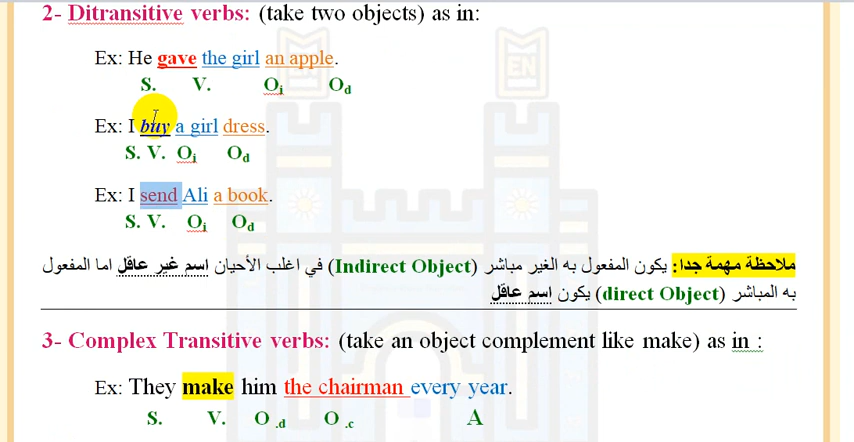 2- Ditransitive verbs: (take two objects) as in:
Ex: He gave the girl an apple.
S. V. Oi Od
Ex: I buy a girl dress.
S. V. Oi Od
Ex: I send Ali a book.
S. V. Oi Od
ملاحظة مهمة جدا: يكون المفعول به الغير مباشر (Indirect Object) في اغلب الأحيان اسم غير عاقل اما المفعول
به المباشر (direct Object) يكون اسم عاقل
3- Complex Transitive verbs: (take an object complement like make) as in :
Ex: They make him the chairman every year.
S. V. O .d O .c A
EN